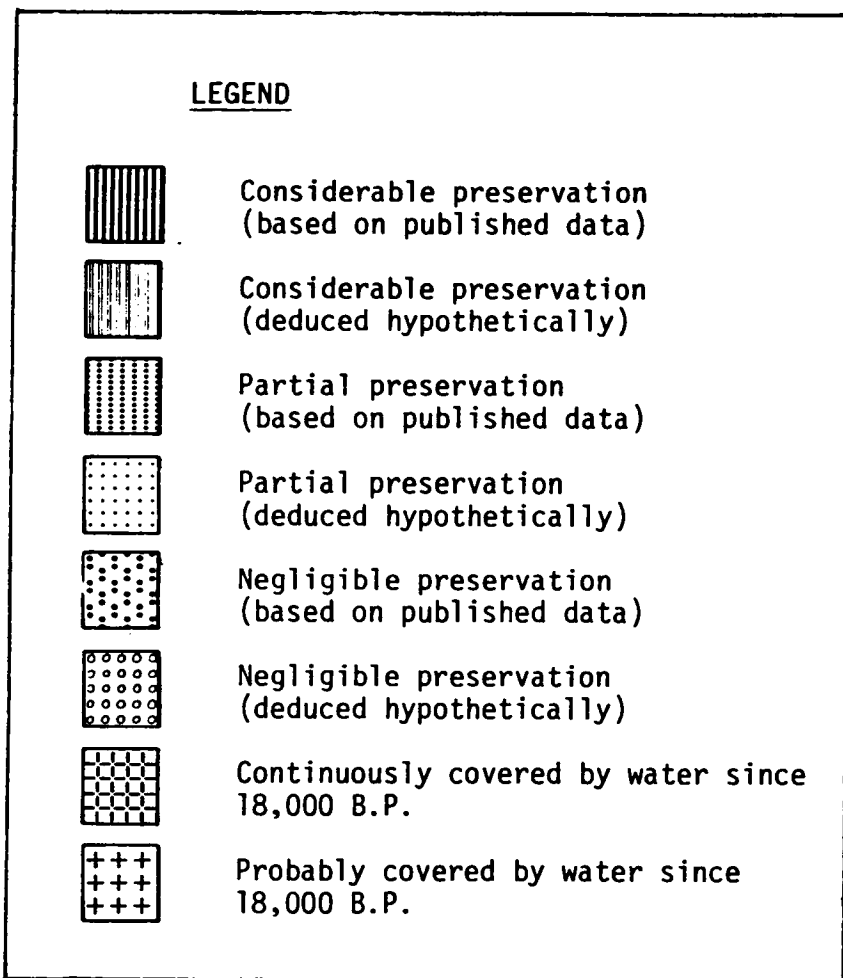 LEGEND
Considerable preservation
(based on published data)
Considerable preservation
(deduced hypothetically)
Partial preservation
(based on published data)
Partial preservation
(deduced hypothetically)
Negligible preservation
(based on published data)
Negligible preservation
(deduced hypothetically)
Continuously covered by water since
18,000 B.P.
Probably covered by water since
18,000 B.P.